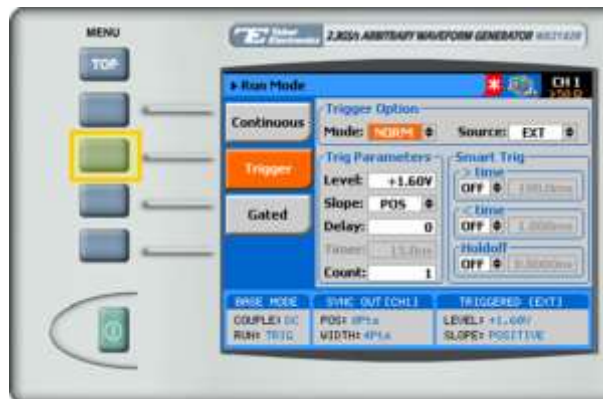 MENU
Tabor Electronics
2.3GS/s ARBITRARY WAVEFORM GENERATOR
TOP
Run Mode
CH 1
Continuous
Trigger
Gated
Trigger Option
Mode: NORM
Source: EXT
Trig Parameters
Level: +1.60V
Slope: POS
Delay: 0
Timer:
Count: 1
Smart Trig
> time
OFF
< time
OFF
Holdoff
OFF
BASE MODE
COUPLE: DC
RUN: TRIG
SYNC OUT (CH1)
POS: 0Pts
WIDTH: 4Pts
TRIGGERED (EXT)
LEVEL: +1.60V
SLOPE: POSITIVE